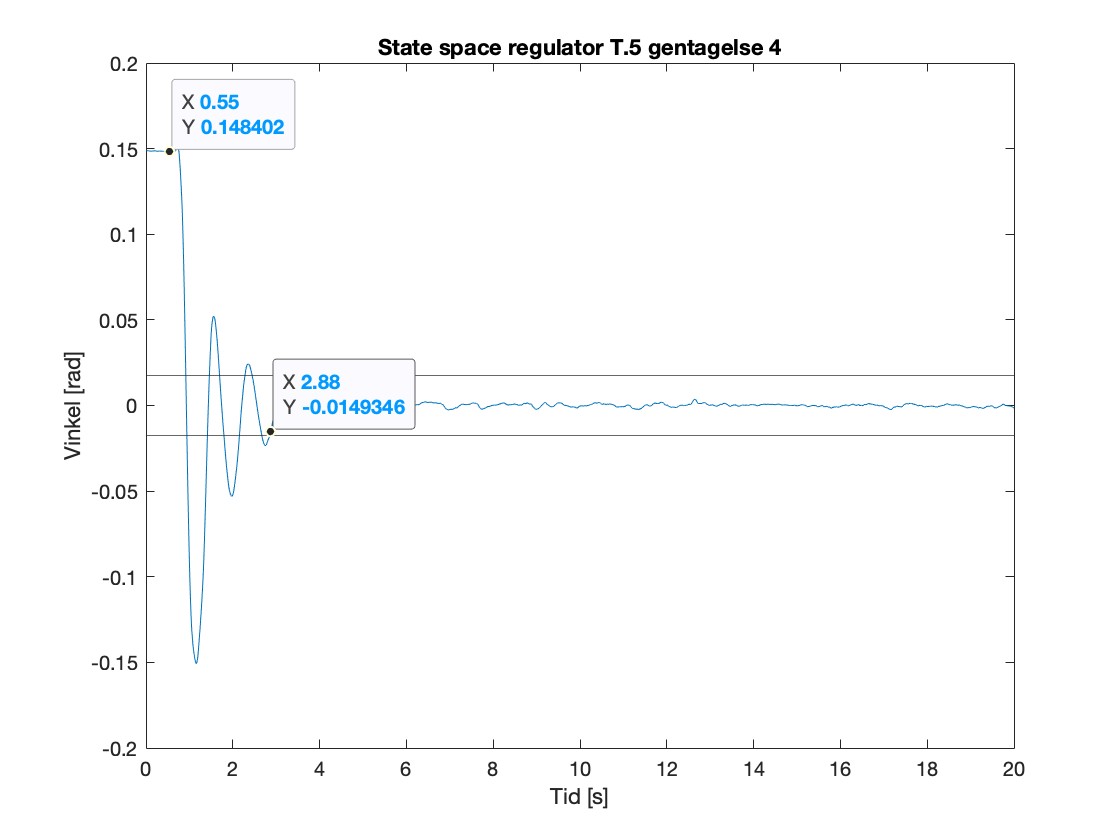 State space regulator T.5 gentagelse 4
0.2
X 0.55
Y 0.148402
0.15
0.1
0.05
Vinkel [rad]
X 2.88
Y -0.0149346
0
-0.05
-0.1
-0.15
-0.2
0 2 4 6 8 10 12 14 16 18 20
Tid [s]